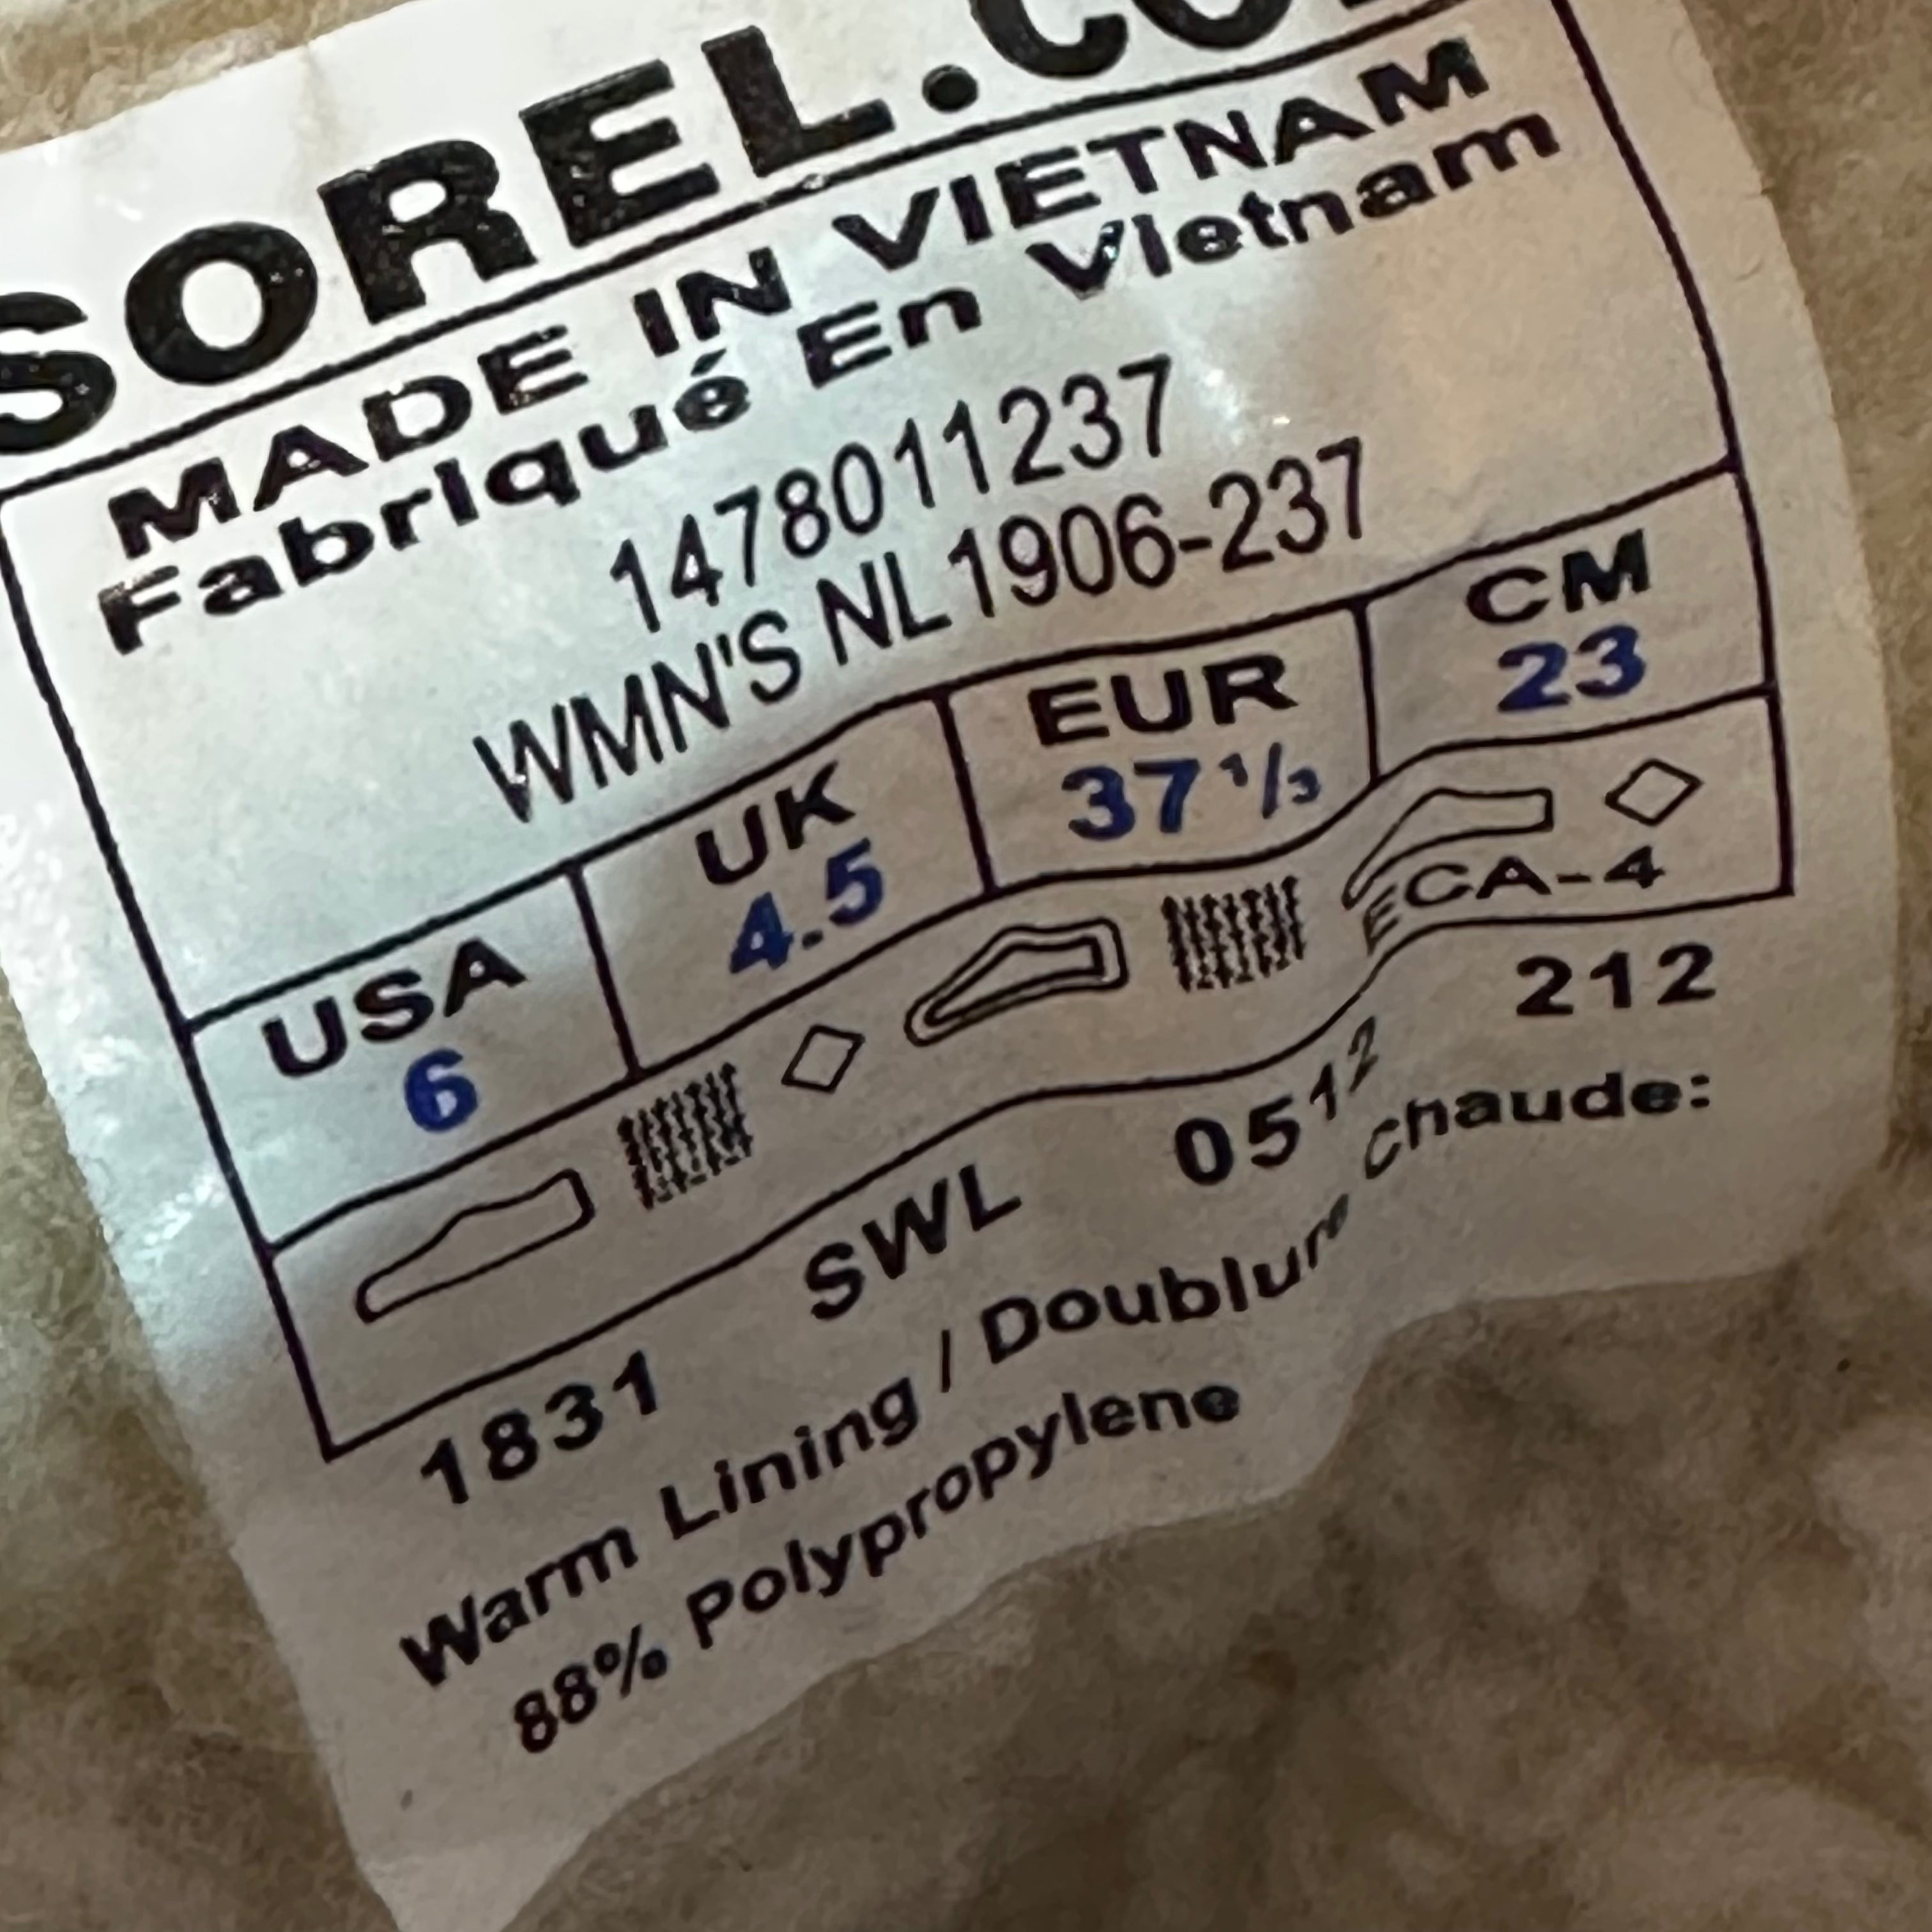 SOREL.CO
MADE IN VIETNAM
Fabriqué En Vietnam
1478011237
WMN'S NL1906-237
USA UK EUR CM
6 4.5 37 1/3 23
ECA-4
1831 SWL 0512 212
Warm Lining / Doublure chaude:
88% Polypropylene